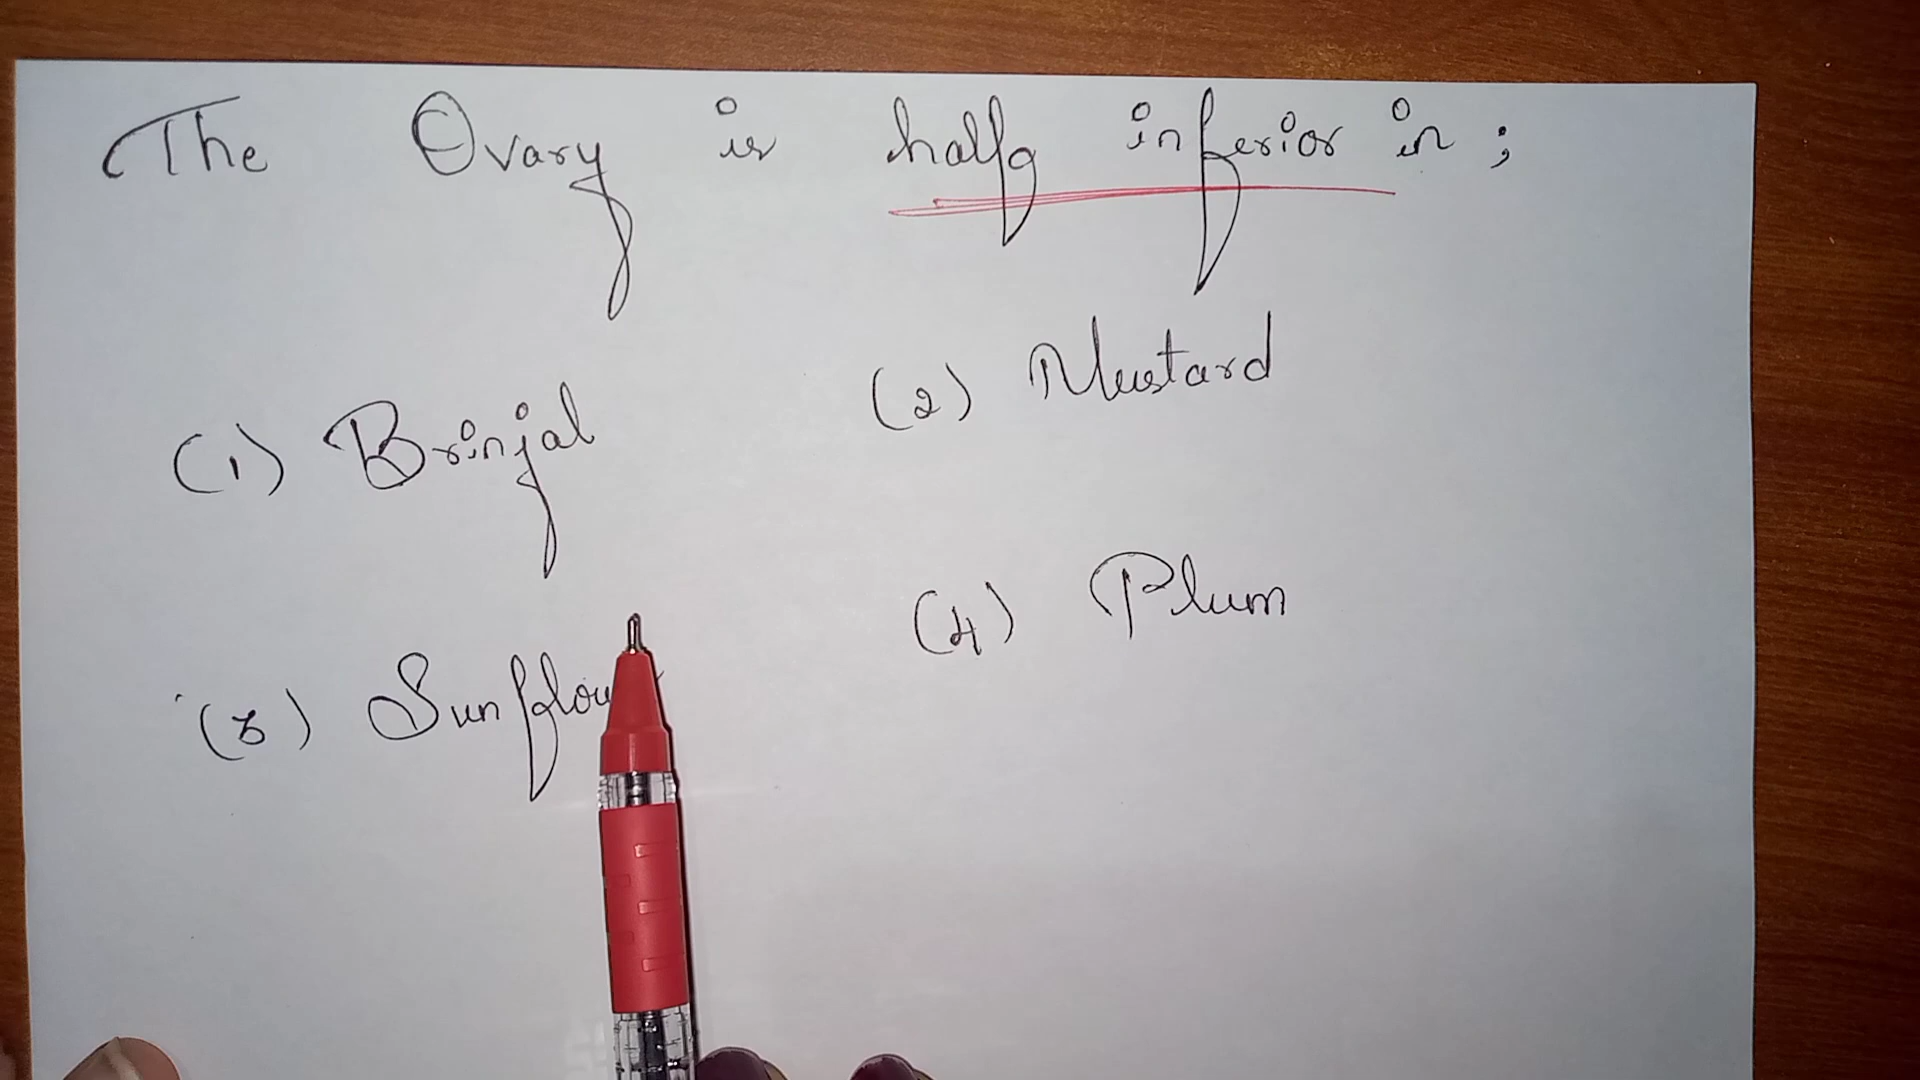 The Ovary is half inferior in ;
(1) Brinjal (2) Mustard
(3) Sunflow (4) Plum